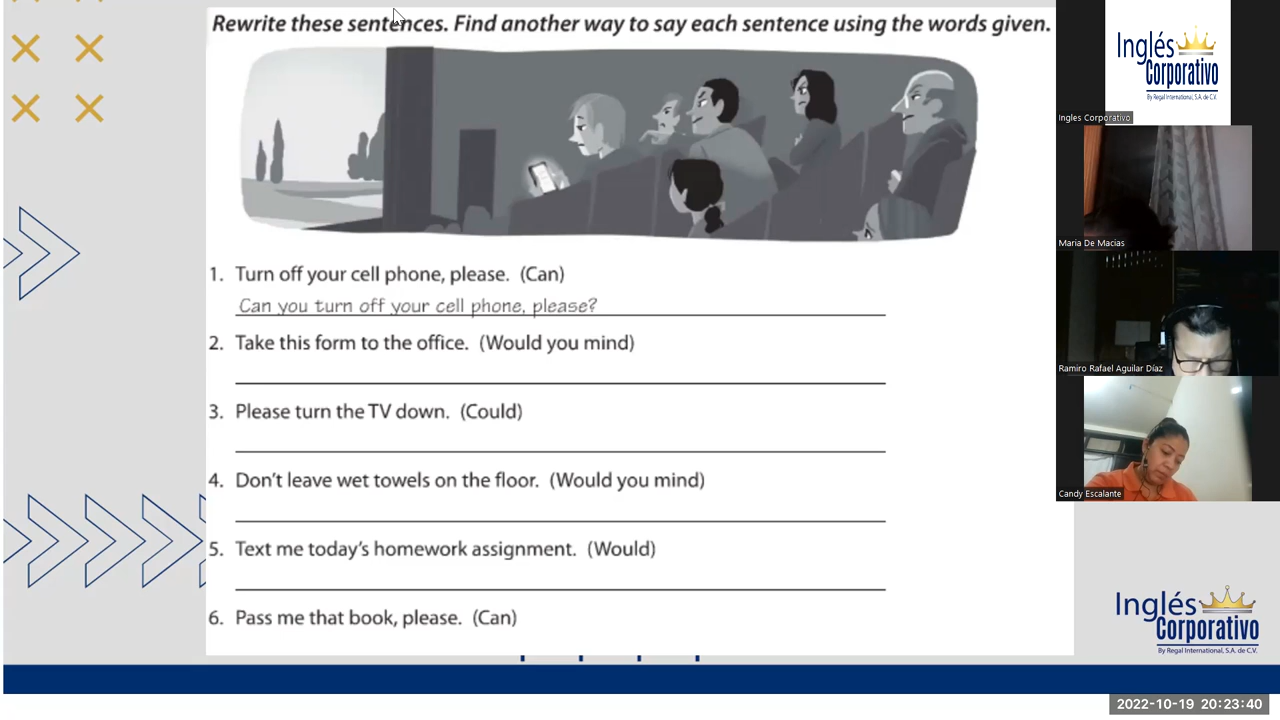 Rewrite these sentences. Find another way to say each sentence using the words given.
1. Turn off your cell phone, please. (Can)
Can you turn off your cell phone, please?
2. Take this form to the office. (Would you mind)
3. Please turn the TV down. (Could)
4. Don't leave wet towels on the floor. (Would you mind)
5. Text me today's homework assignment. (Would)
6. Pass me that book, please. (Can)
Inglés
Corporativo
By Regal International, S.A. de C.V.
Ingles Corporativo
Maria De Macias
Ramiro Rafael Aguilar Díaz
Candy Escalante
Inglés
Corporativo
By Regal International, S.A. de C.V.
2022-10-19 20:23:40